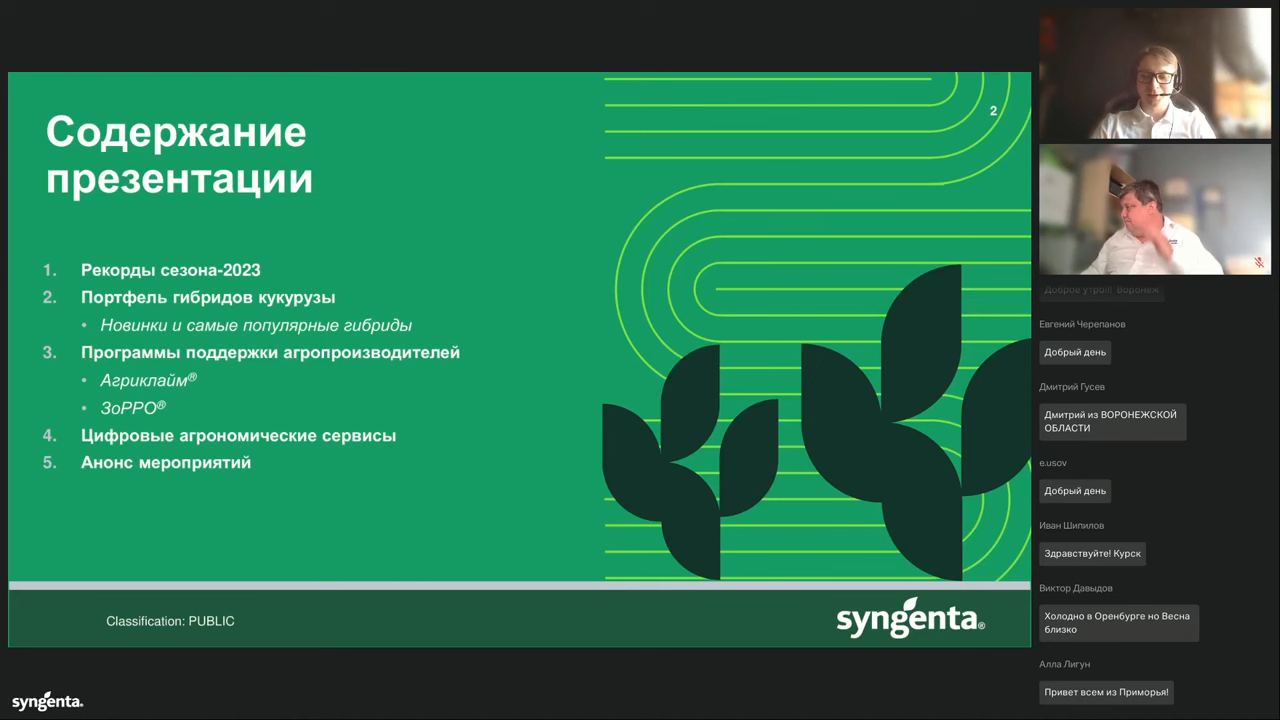 Содержание
презентации
2
1. Рекорды сезона-2023
2. Портфель гибридов кукурузы
• Новинки и самые популярные гибриды
3. Программы поддержки агропроизводителей
• Агриклайм®
• ЗоРРО®
4. Цифровые агрономические сервисы
5. Анонс мероприятий
Classification: PUBLIC
syngenta®
syngenta®
Доброе утро!!! Воронеж
Евгений Черепанов
Добрый день
Дмитрий Гусев
Дмитрий из ВОРОНЕЖСКОЙ
ОБЛАСТИ
e.usov
Добрый день
Иван Шипилов
Здравствуйте! Курск
Виктор Давыдов
Холодно в Оренбурге но Весна
близко
Алла Лигун
Привет всем из Приморья!